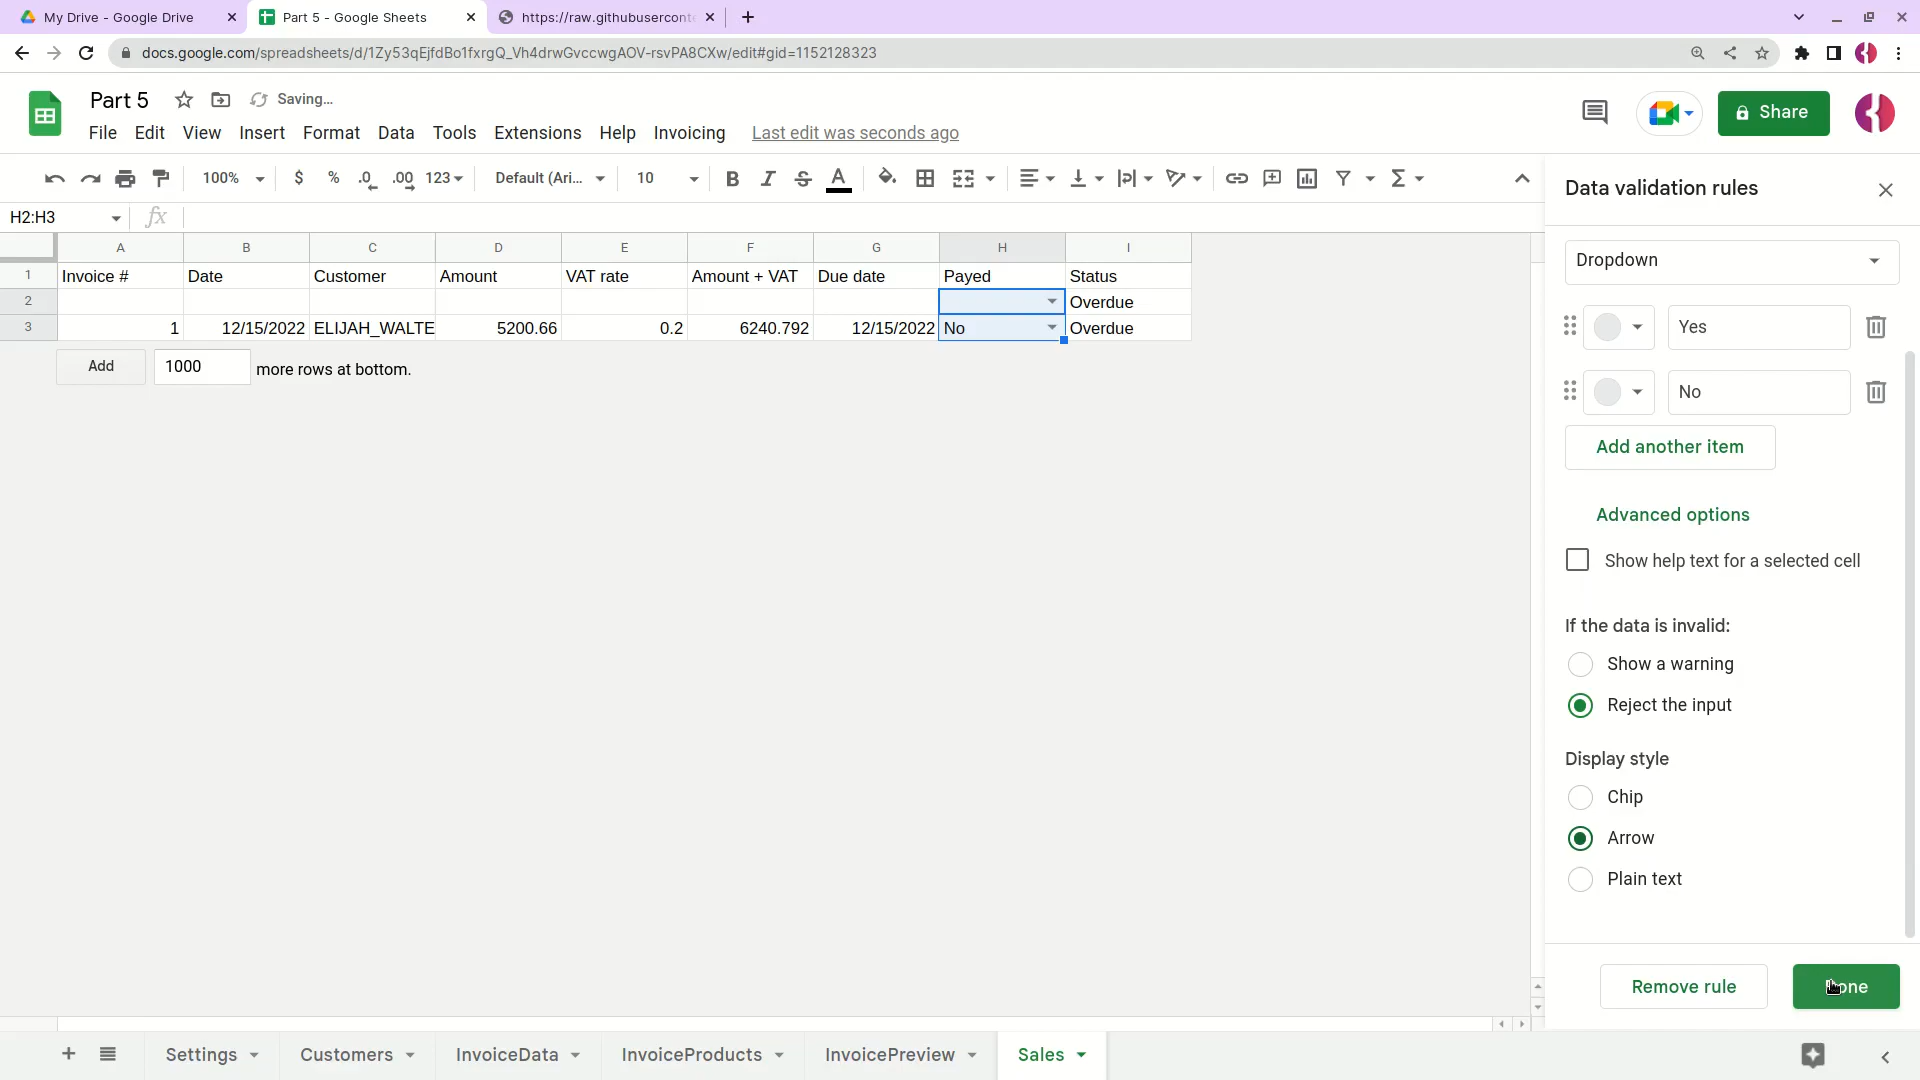 My Drive - Google Drive
Part 5 - Google Sheets
https://raw.githubuserconte
docs.google.com/spreadsheets/d/1Zy53qEjfdBo1fxrgQ_Vh4drwGvccwgAOV-rsvPA8CXw/edit#gid=1152128323
Part 5
Saving...
File Edit View Insert Format Data Tools Extensions Help Invoicing Last edit was seconds ago
Share
100% $ % .0 .00 123 Default (Ari... 10 B I S A
H2:H3 fx
A B C D E F G H I
1 Invoice # Date Customer Amount VAT rate Amount + VAT Due date Payed Status
2 Overdue
3 1 12/15/2022 ELIJAH_WALTE 5200.66 0.2 6240.792 12/15/2022 No Overdue
Add 1000 more rows at bottom.
Data validation rules
Dropdown
Yes
No
Add another item
Advanced options
Show help text for a selected cell
If the data is invalid:
Show a warning
Reject the input
Display style
Chip
Arrow
Plain text
Remove rule
Settings Customers InvoiceData InvoiceProducts InvoicePreview Sales